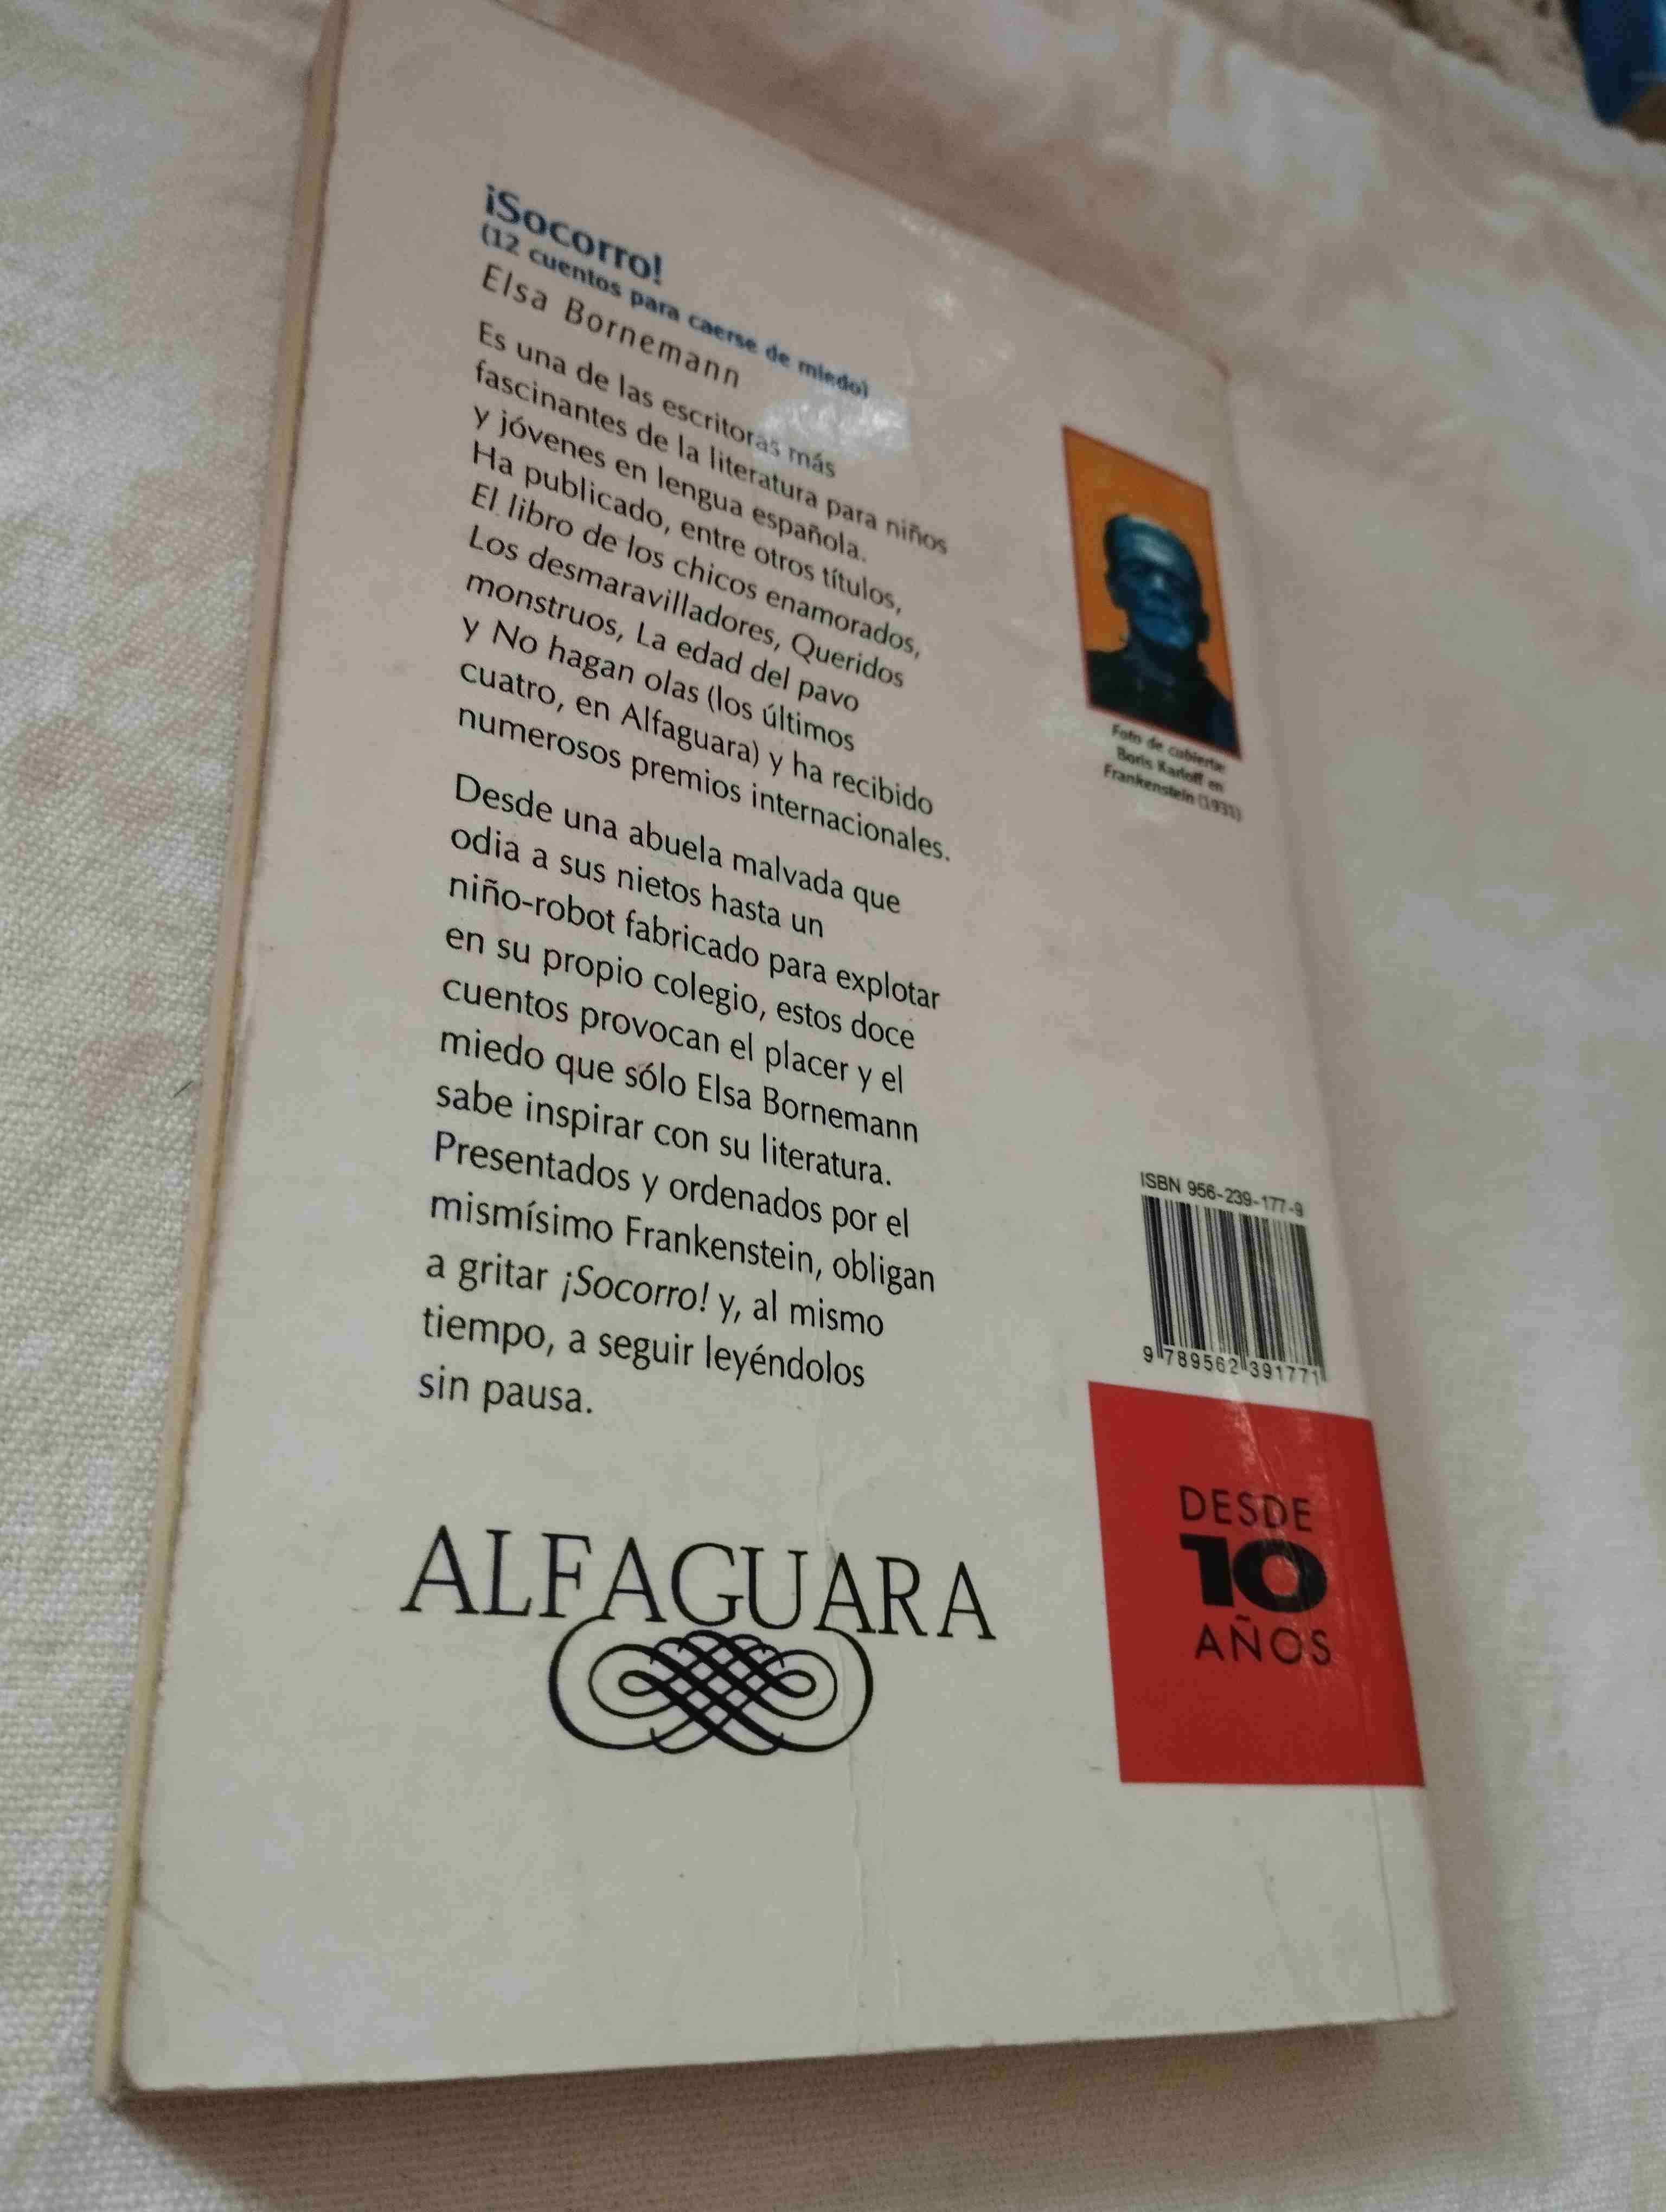 ¡Socorro!
(12 cuentos para caerse de miedo)
Elsa Bornemann
Es una de las escritoras más
fascinantes de la literatura para niños
y jóvenes en lengua española.
Ha publicado, entre otros títulos,
El libro de los chicos enamorados,
Los desmaravilladores, Queridos
monstruos, La edad del pavo
y No hagan olas (los últimos
cuatro, en Alfaguara) y ha recibido
numerosos premios internacionales.
Desde una abuela malvada que
odia a sus nietos hasta un
niño-robot fabricado para explotar
en su propio colegio, estos doce
cuentos provocan el placer y el
miedo que sólo Elsa Bornemann
sabe inspirar con su literatura.
Presentados y ordenados por el
mismísimo Frankenstein, obligan
a gritar ¡Socorro! y, al mismo
tiempo, a seguir leyéndolos
sin pausa.
ALFAGUARA
Foto de cubierta:
Boris Karloff en
Frankenstein (1931)
ISBN 956-239-177-9
9 789562 391771
DESDE
10
AÑOS